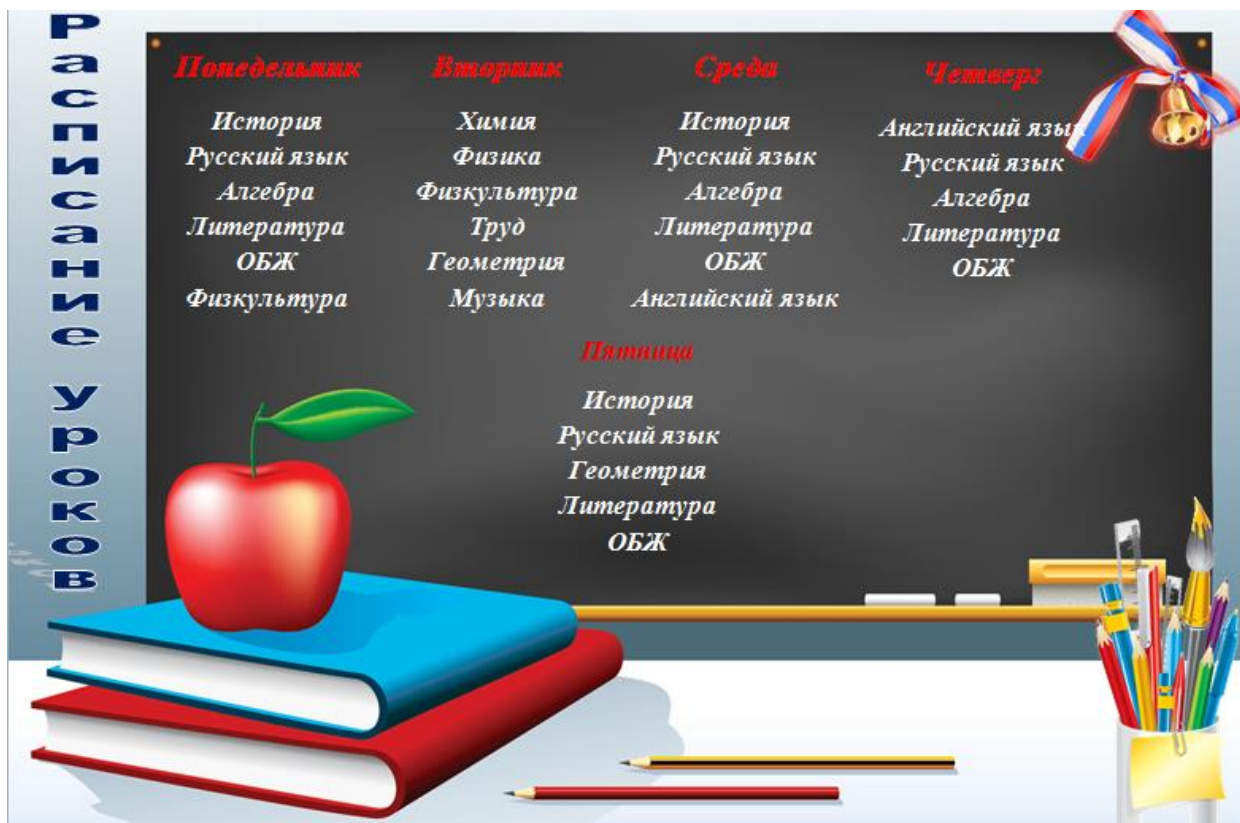 Расписание уроков
Понедельник
История
Русский язык
Алгебра
Литература
ОБЖ
Физкультура
Вторник
Химия
Физика
Физкультура
Труд
Геометрия
Музыка
Среда
История
Русский язык
Алгебра
Литература
ОБЖ
Английский язык
Четверг
Английский язык
Русский язык
Алгебра
Литература
ОБЖ
Пятница
История
Русский язык
Геометрия
Литература
ОБЖ